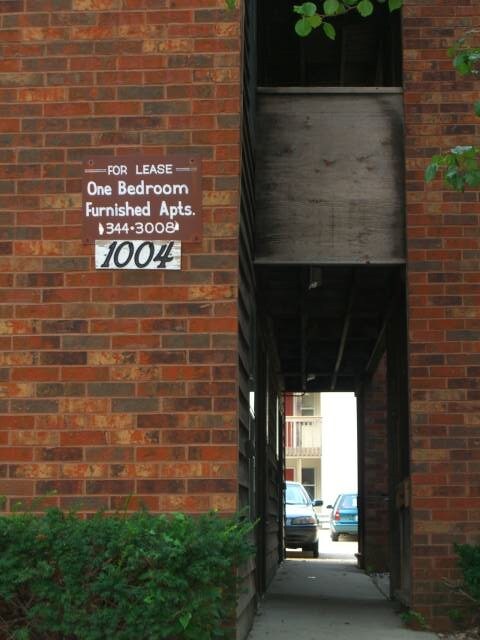 FOR LEASE
One Bedroom
Furnished Apts.
344-3008
1004